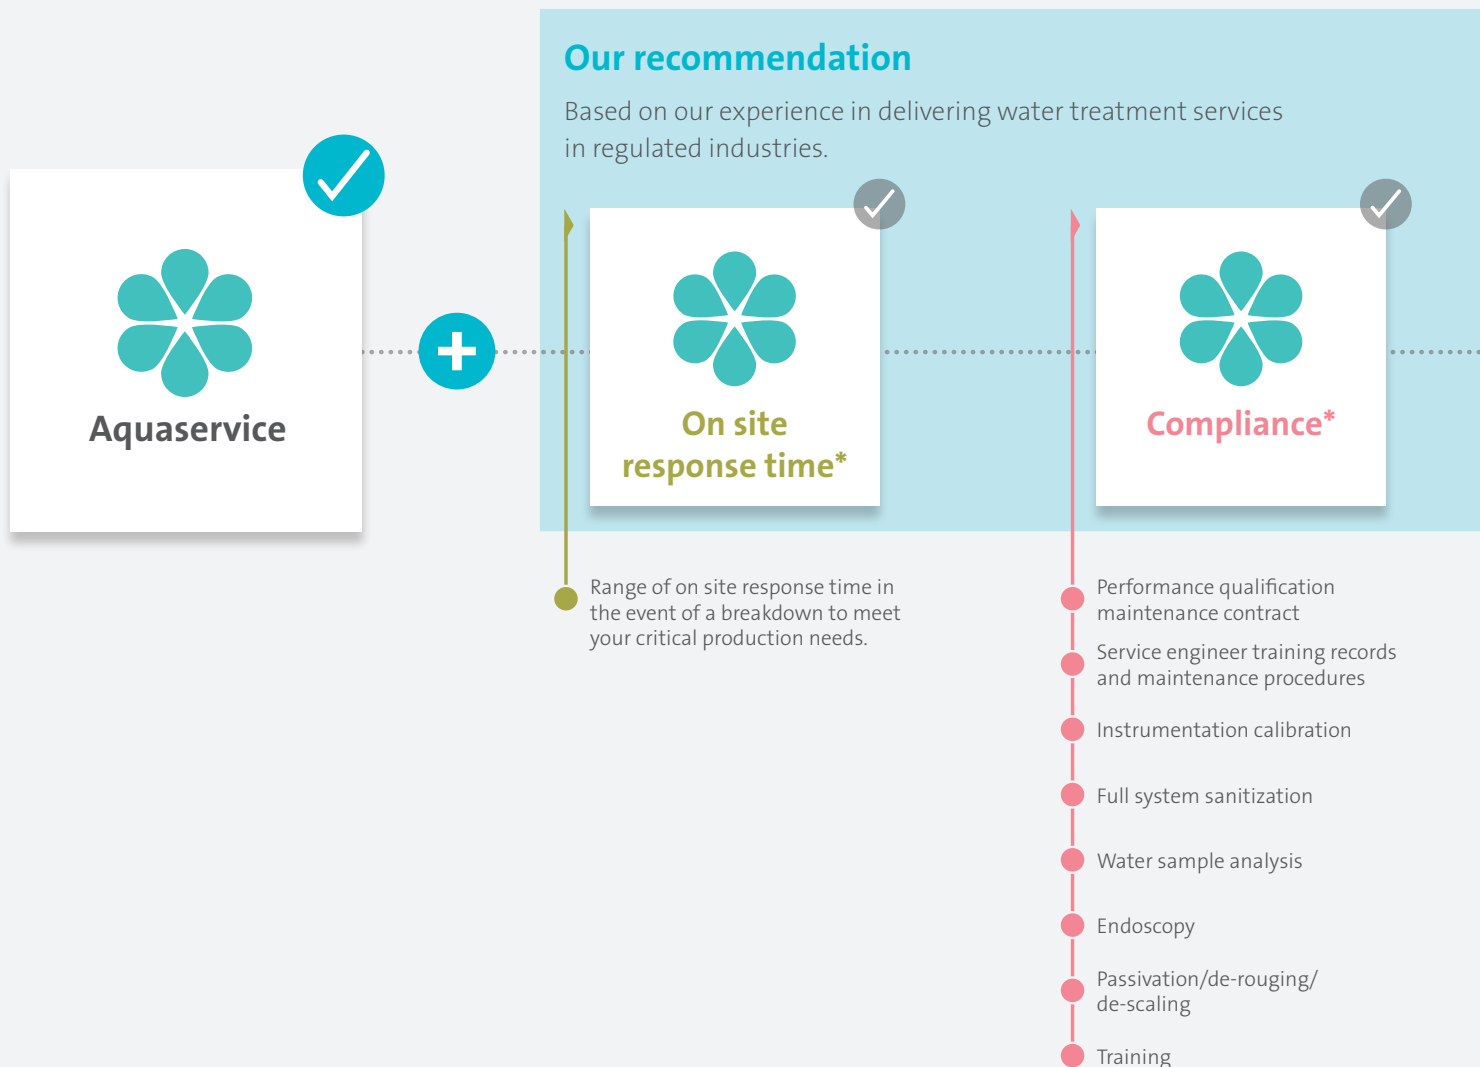 Our recommendation
Based on our experience in delivering water treatment services
in regulated industries.
Aquaservice
On site
response time*
Compliance*
Range of on site response time in
the event of a breakdown to meet
your critical production needs.
Performance qualification
maintenance contract
Service engineer training records
and maintenance procedures
Instrumentation calibration
Full system sanitization
Water sample analysis
Endoscopy
Passivation/de-rouging/
de-scaling
Training